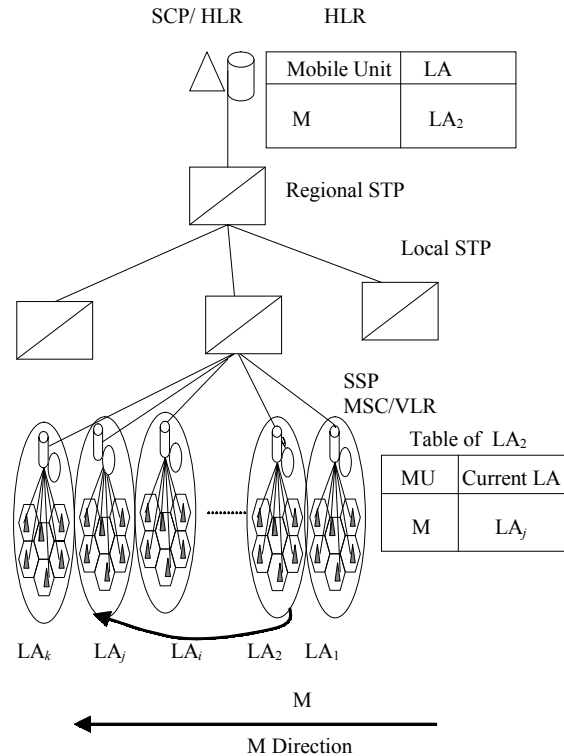 SCP/ HLR
HLR
Mobile Unit LA
M LA₂
Regional STP
Local STP
SSP
MSC/VLR
Table of LA₂
MU Current LA
M LAⱼ
LAₖ LAⱼ LAᵢ LA₂ LA₁
M
M Direction